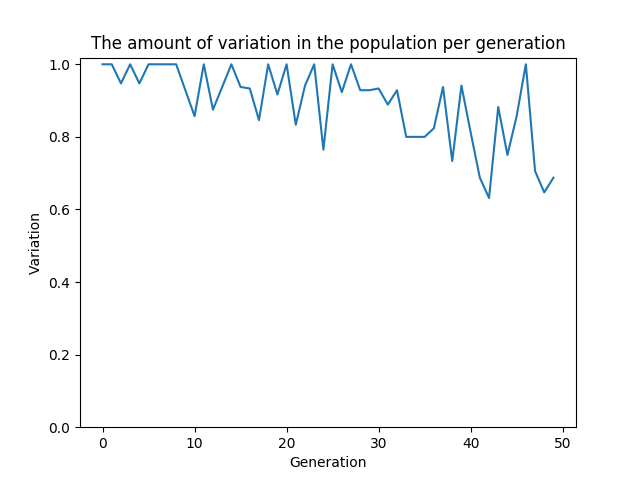 The amount of variation in the population per generation
1.0
0.8
0.6
0.4
0.2
0.0
Variation
0 10 20 30 40 50
Generation